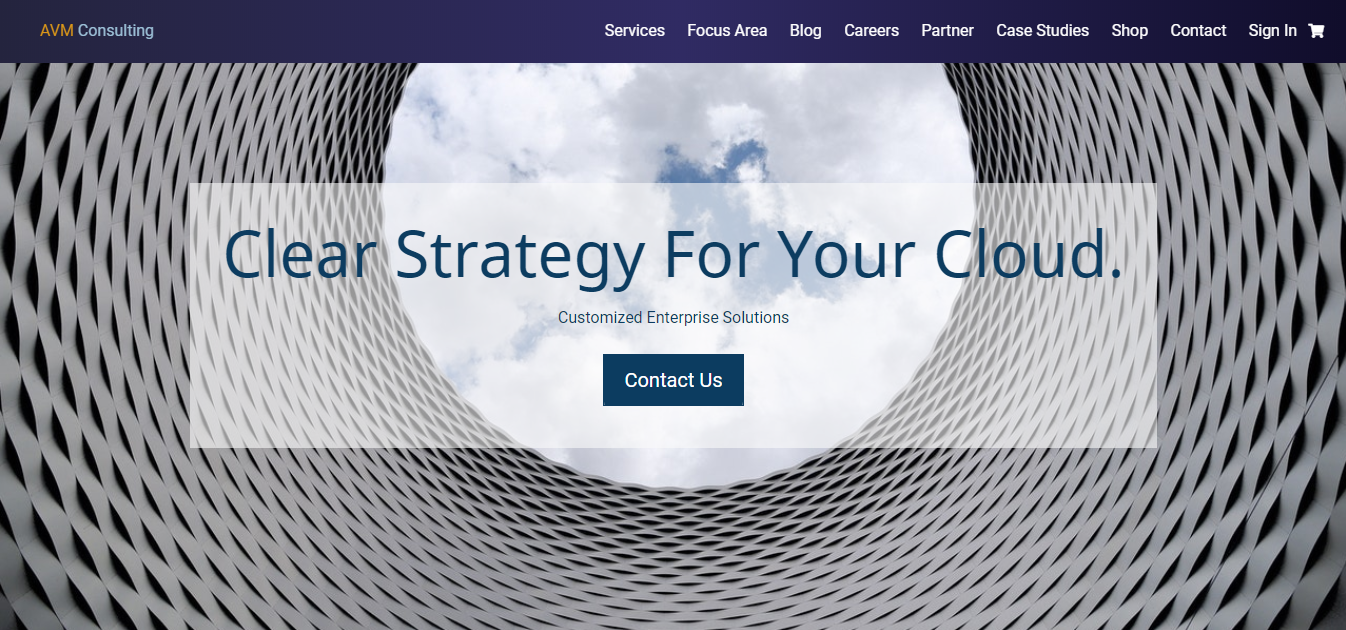 AVM Consulting Services Focus Area Blog Careers Partner Case Studies Shop Contact Sign In
Clear Strategy For Your Cloud.
Customized Enterprise Solutions
Contact Us